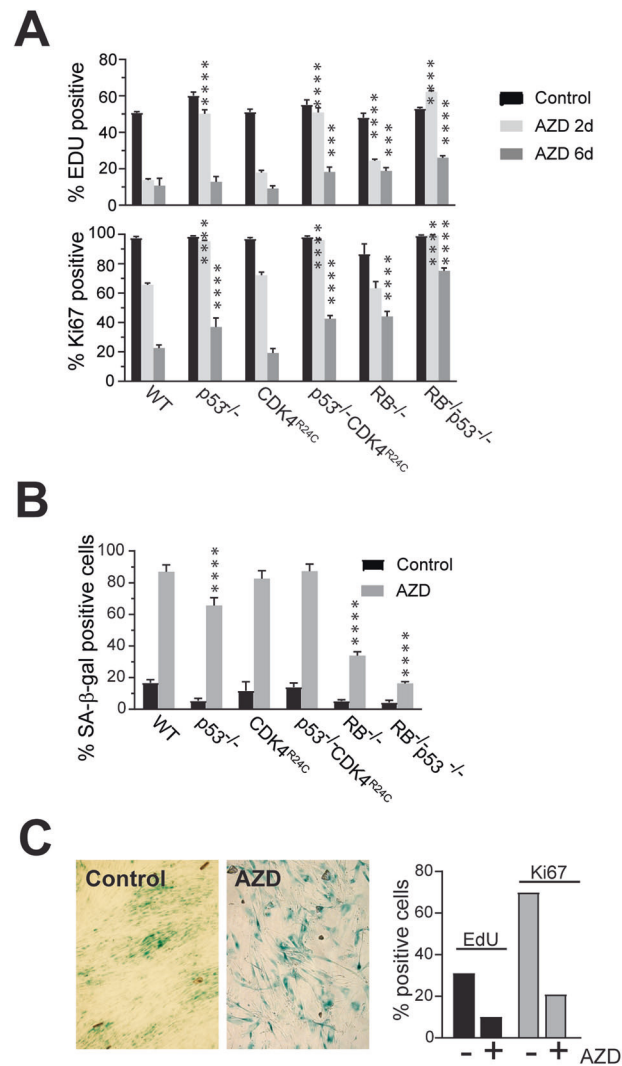 A
% EDU positive
80
60
40
20
0
****
****
***
****
***
****
****
Control
AZD 2d
AZD 6d
% Ki67 positive
100
80
60
40
20
0
****
****
****
****
****
****
****
WT
p53-/-
CDK4R24C
p53-/-CDK4R24C
RB-/-
RB-/-p53-/-
B
% SA-β-gal positive cells
100
80
60
40
20
0
****
****
****
Control
AZD
WT
p53-/-
CDK4R24C
p53-/-CDK4R24C
RB-/-
RB-/p53 -/-
C
Control
AZD
% positive cells
80
60
40
20
0
EdU
Ki67
- + - + AZD